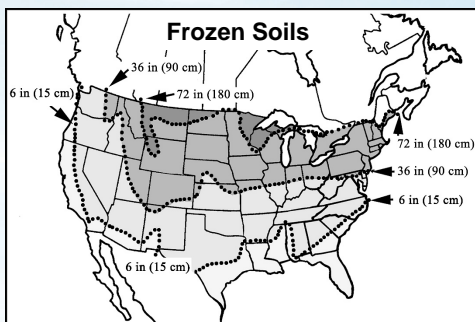 Frozen Soils
36 in (90 cm)
6 in (15 cm)
72 in (180 cm)
72 in (180 cm)
36 in (90 cm)
6 in (15 cm)
6 in (15 cm)